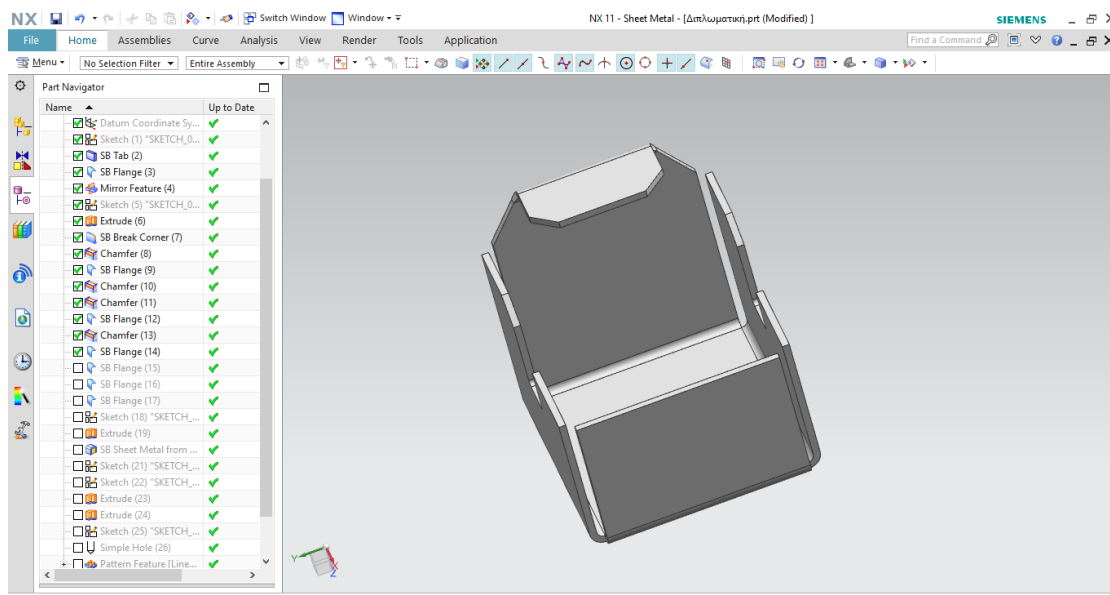 NX Switch Window Window NX 11 - Sheet Metal - [Διπλωματική.prt (Modified) ] SIEMENS
File Home Assemblies Curve Analysis View Render Tools Application Find a Command
Menu No Selection Filter Entire Assembly
Part Navigator
Name Up to Date
Datum Coordinate Sy...
Sketch (1) "SKETCH_0...
SB Tab (2)
SB Flange (3)
Mirror Feature (4)
Sketch (5) "SKETCH_0...
Extrude (6)
SB Break Corner (7)
Chamfer (8)
SB Flange (9)
Chamfer (10)
Chamfer (11)
SB Flange (12)
Chamfer (13)
SB Flange (14)
SB Flange (15)
SB Flange (16)
SB Flange (17)
Sketch (18) "SKETCH_...
Extrude (19)
SB Sheet Metal from ...
Sketch (21) "SKETCH_...
Sketch (22) "SKETCH_...
Extrude (23)
Extrude (24)
Sketch (25) "SKETCH_...
Simple Hole (26)
Pattern Feature [Line...
Y
X
Z